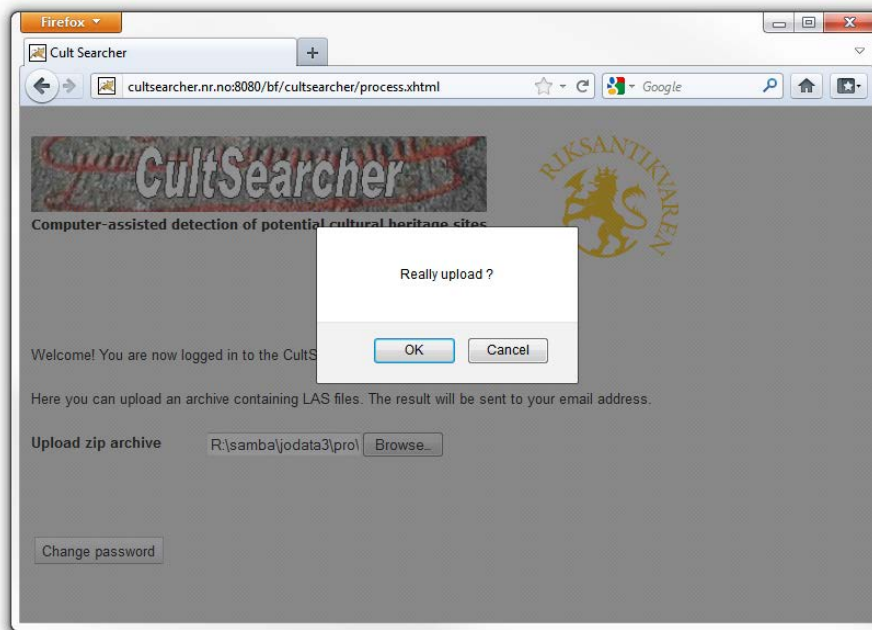 Firefox
Cult Searcher
cultsearcher.nr.no:8080/bf/cultsearcher/process.xhtml
Google
CultSearcher
RIKSANTIKVAREN
Computer-assisted detection of potential cultural heritage sites
Really upload ?
OK Cancel
Welcome! You are now logged in to the CultS
Here you can upload an archive containing LAS files. The result will be sent to your email address.
Upload zip archive R:\samba\jodata3\pro\ Browse...
Change password